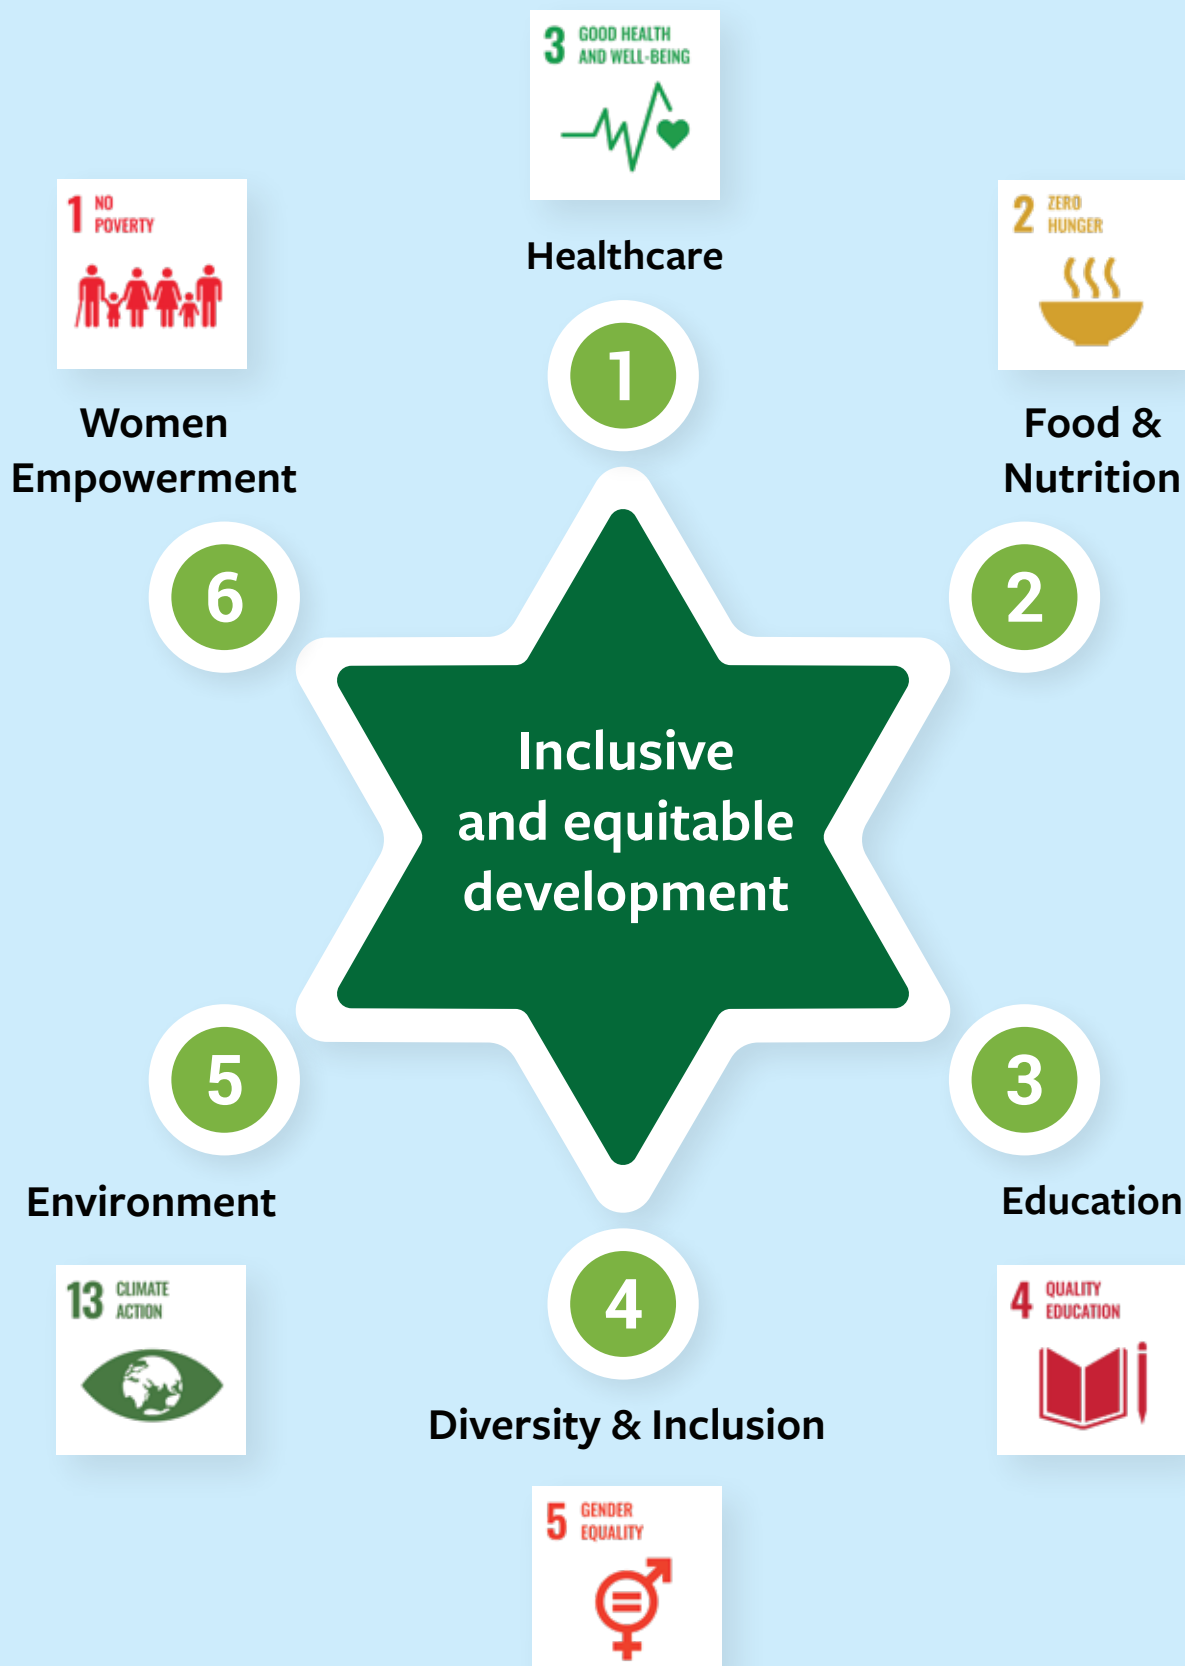 3 GOOD HEALTH
AND WELL-BEING
Healthcare
1
2 ZERO
HUNGER
Food &
Nutrition
2
3
Education
4 QUALITY
EDUCATION
4
Diversity & Inclusion
5 GENDER
EQUALITY
5
Environment
13 CLIMATE
ACTION
1 NO
POVERTY
Women
Empowerment
6
Inclusive
and equitable
development